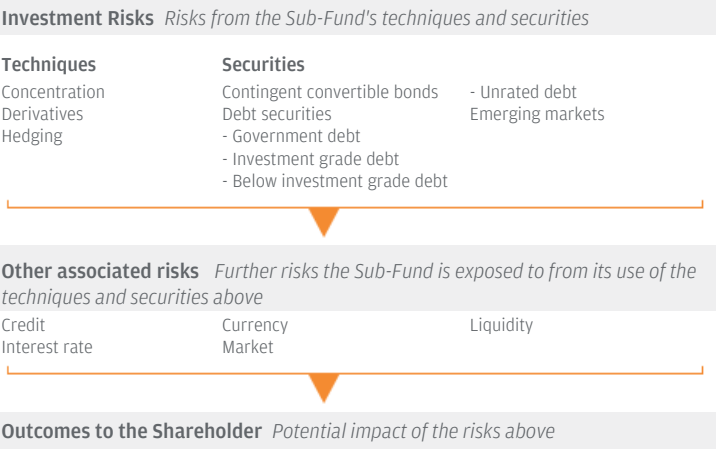 Investment Risks Risks from the Sub-Fund's techniques and securities
Techniques
Concentration
Derivatives
Hedging
Securities
Contingent convertible bonds
Debt securities
- Government debt
- Investment grade debt
- Below investment grade debt
- Unrated debt
Emerging markets
Other associated risks Further risks the Sub-Fund is exposed to from its use of the
techniques and securities above
Credit
Interest rate
Currency
Market
Liquidity
Outcomes to the Shareholder Potential impact of the risks above